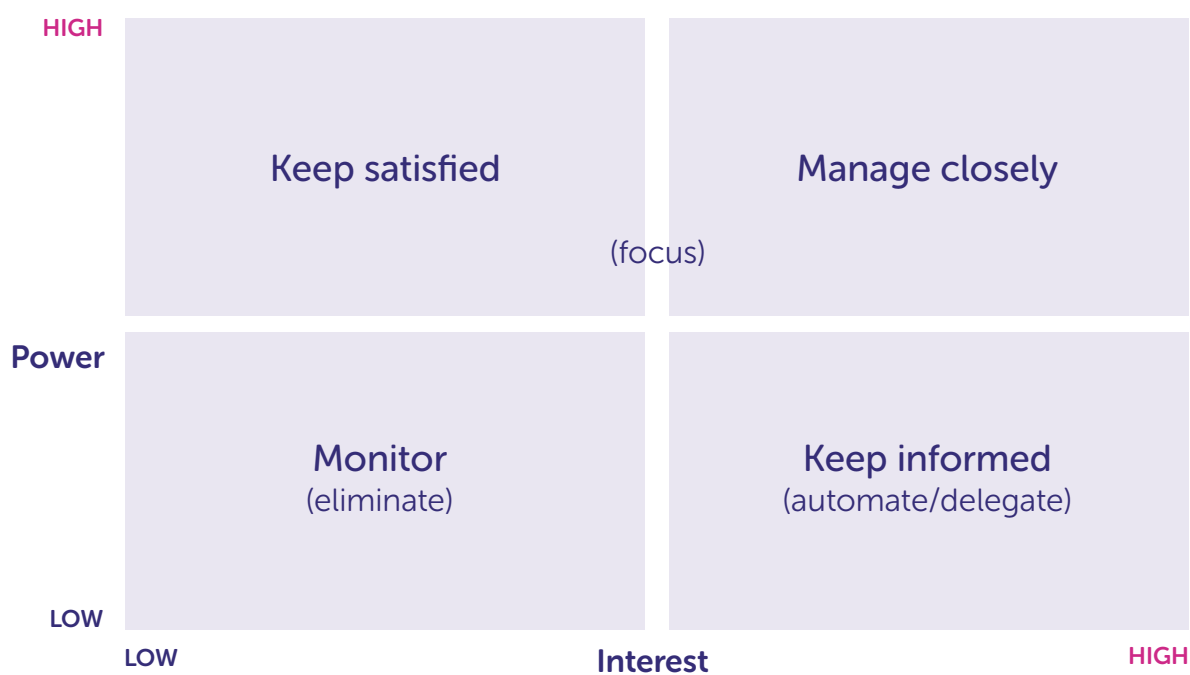 HIGH
Keep satisfied
Manage closely
(focus)
Power
Monitor
(eliminate)
Keep informed
(automate/delegate)
LOW
LOW
Interest
HIGH